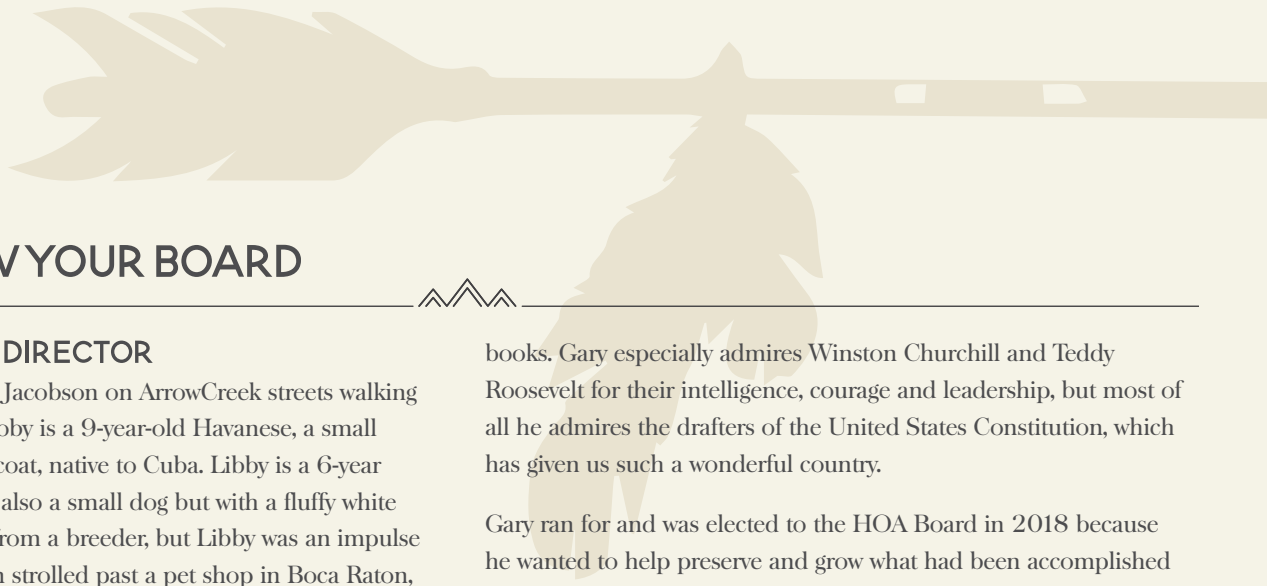 YOUR BOARD
DIRECTOR
Jacobson on ArrowCreek streets walking
is a 9-year-old Havanese, a small
coat, native to Cuba. Libby is a 6-year
also a small dog but with a fluffy white
from a breeder, but Libby was an impulse
strolled past a pet shop in Boca Raton,
books. Gary especially admires Winston Churchill and Teddy
Roosevelt for their intelligence, courage and leadership, but most of
all he admires the drafters of the United States Constitution, which
has given us such a wonderful country.
Gary ran for and was elected to the HOA Board in 2018 because
he wanted to help preserve and grow what had been accomplished